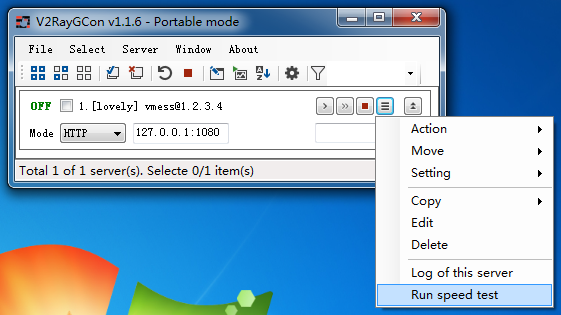 V2RayGCon v1.1.6 - Portable mode
File Select Server Window About
OFF 1.[lovely] vmess@1.2.3.4
Mode HTTP 127.0.0.1:1080
Total 1 of 1 server(s). Selecte 0/1 item(s)
Action
Move
Setting
Copy
Edit
Delete
Log of this server
Run speed test